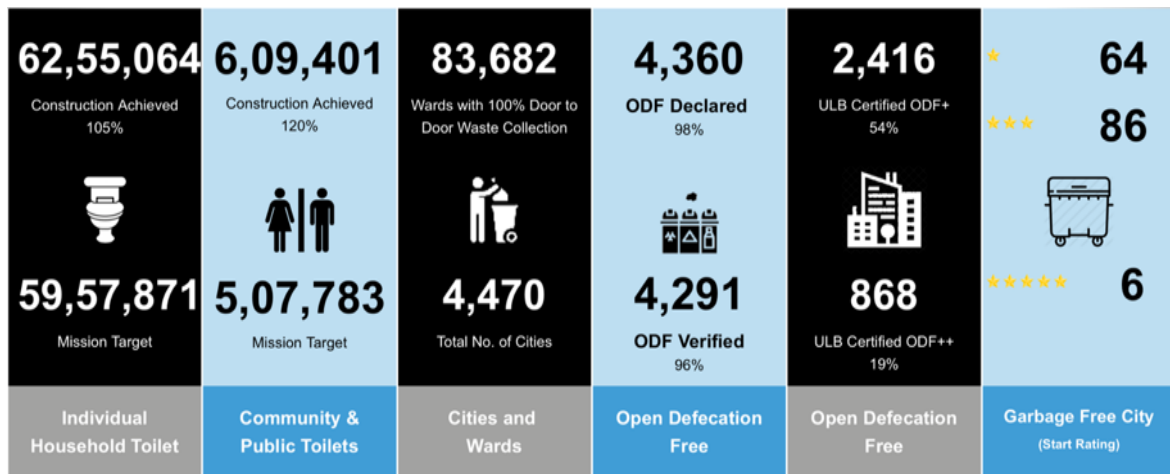 62,55,064
Construction Achieved
105%
59,57,871
Mission Target
Individual
Household Toilet
6,09,401
Construction Achieved
120%
5,07,783
Mission Target
Community &
Public Toilets
83,682
Wards with 100% Door to
Door Waste Collection
4,470
Total No. of Cities
Cities and
Wards
4,360
ODF Declared
98%
4,291
ODF Verified
96%
Open Defecation
Free
2,416
ULB Certified ODF+
54%
868
ULB Certified ODF++
19%
Open Defecation
Free
64
86
6
Garbage Free City
(Start Rating)